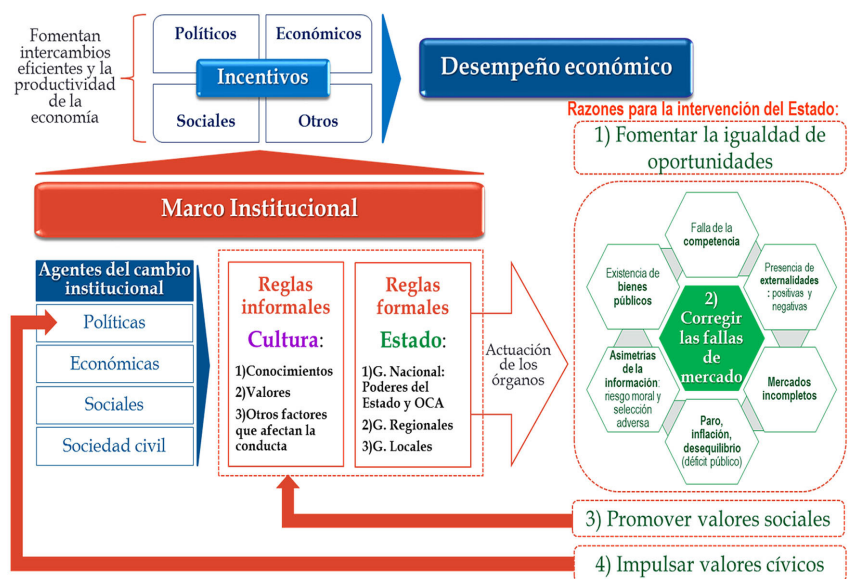 Fomentan
intercambios
eficientes y la
productividad
de la
economía
Políticos
Económicos
Incentivos
Sociales
Otros
Desempeño económico
Razones para la intervención del Estado:
1) Fomentar la igualdad de
oportunidades
Marco Institucional
Agentes del cambio
institucional
Políticas
Económicas
Sociales
Sociedad civil
Reglas
informales
Cultura:
1)Conocimientos
2)Valores
3)Otros factores
que afectan la
conducta
Reglas
formales
Estado:
1)G. Nacional:
Poderes del
Estado y OCA
2)G. Regionales
3)G. Locales
Actuación
de los
órganos
Falla de la
competencia
Existencia de
bienes
públicos
Presencia de
externalidades
: positivas y
negativas
2)
Corregir
las fallas
de
mercado
Asimetrías
de la
información:
riesgo moral y
selección
adversa
Mercados
incompletos
Paro,
inflación,
desequilibrio
(déficit público)
3) Promover valores sociales
4) Impulsar valores cívicos